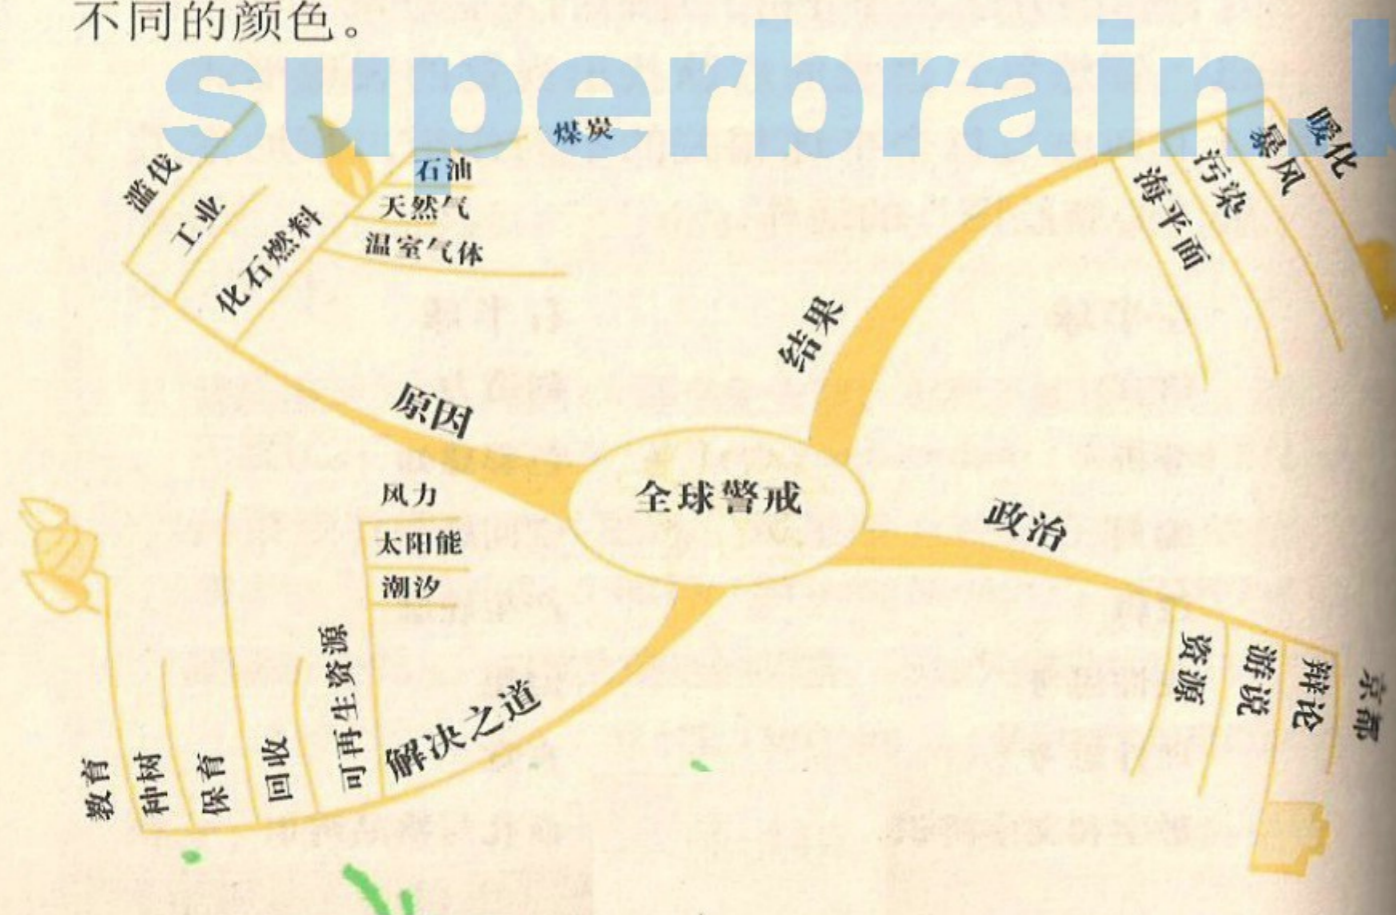 不同的颜色。
superbrain.
滥伐
工业
化石燃料
煤炭
石油
天然气
温室气体
原因
结果
海平面
污染
暴风
暖化
全球警戒
政治
资源
游说
辩论
京都
风力
太阳能
潮汐
可再生资源
解决之道
回收
保育
种树
教育